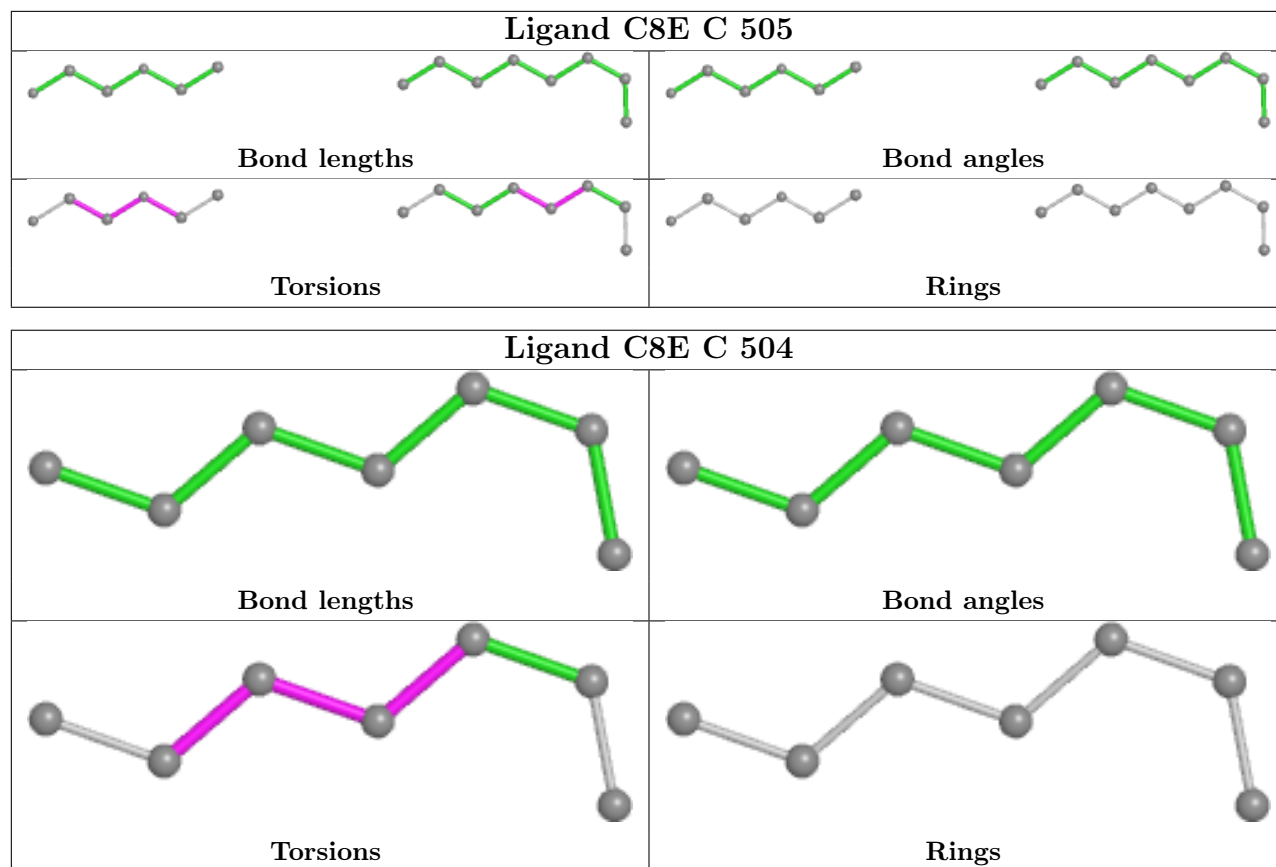 Ligand C8E C 505
Bond lengths
Bond angles
Torsions
Rings
Ligand C8E C 504
Bond lengths
Bond angles
Torsions
Rings